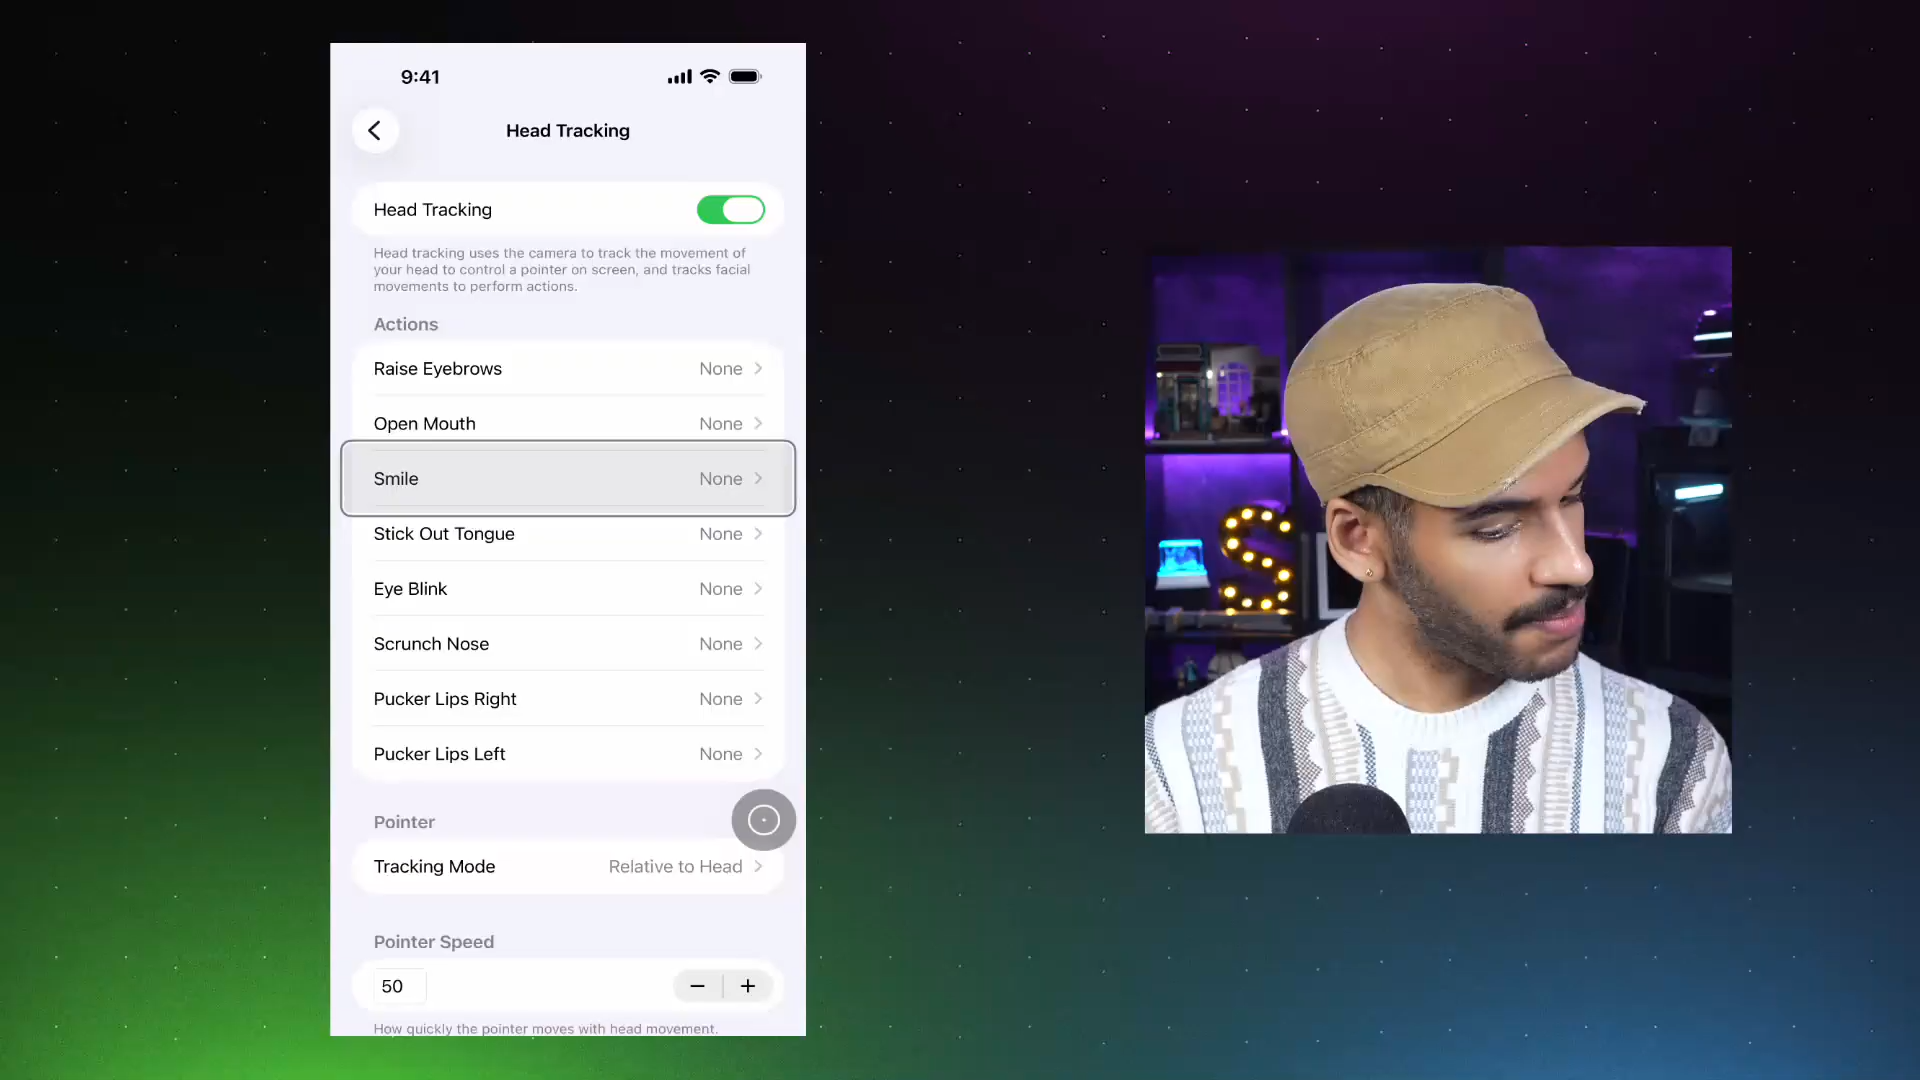 9:41
Head Tracking
Head Tracking
Head tracking uses the camera to track the movement of
your head to control a pointer on screen, and tracks facial
movements to perform actions.
Actions
Raise Eyebrows None
Open Mouth None
Smile None
Stick Out Tongue None
Eye Blink None
Scrunch Nose None
Pucker Lips Right None
Pucker Lips Left None
Pointer
Tracking Mode Relative to Head
Pointer Speed
50
How quickly the pointer moves with head movement.
S